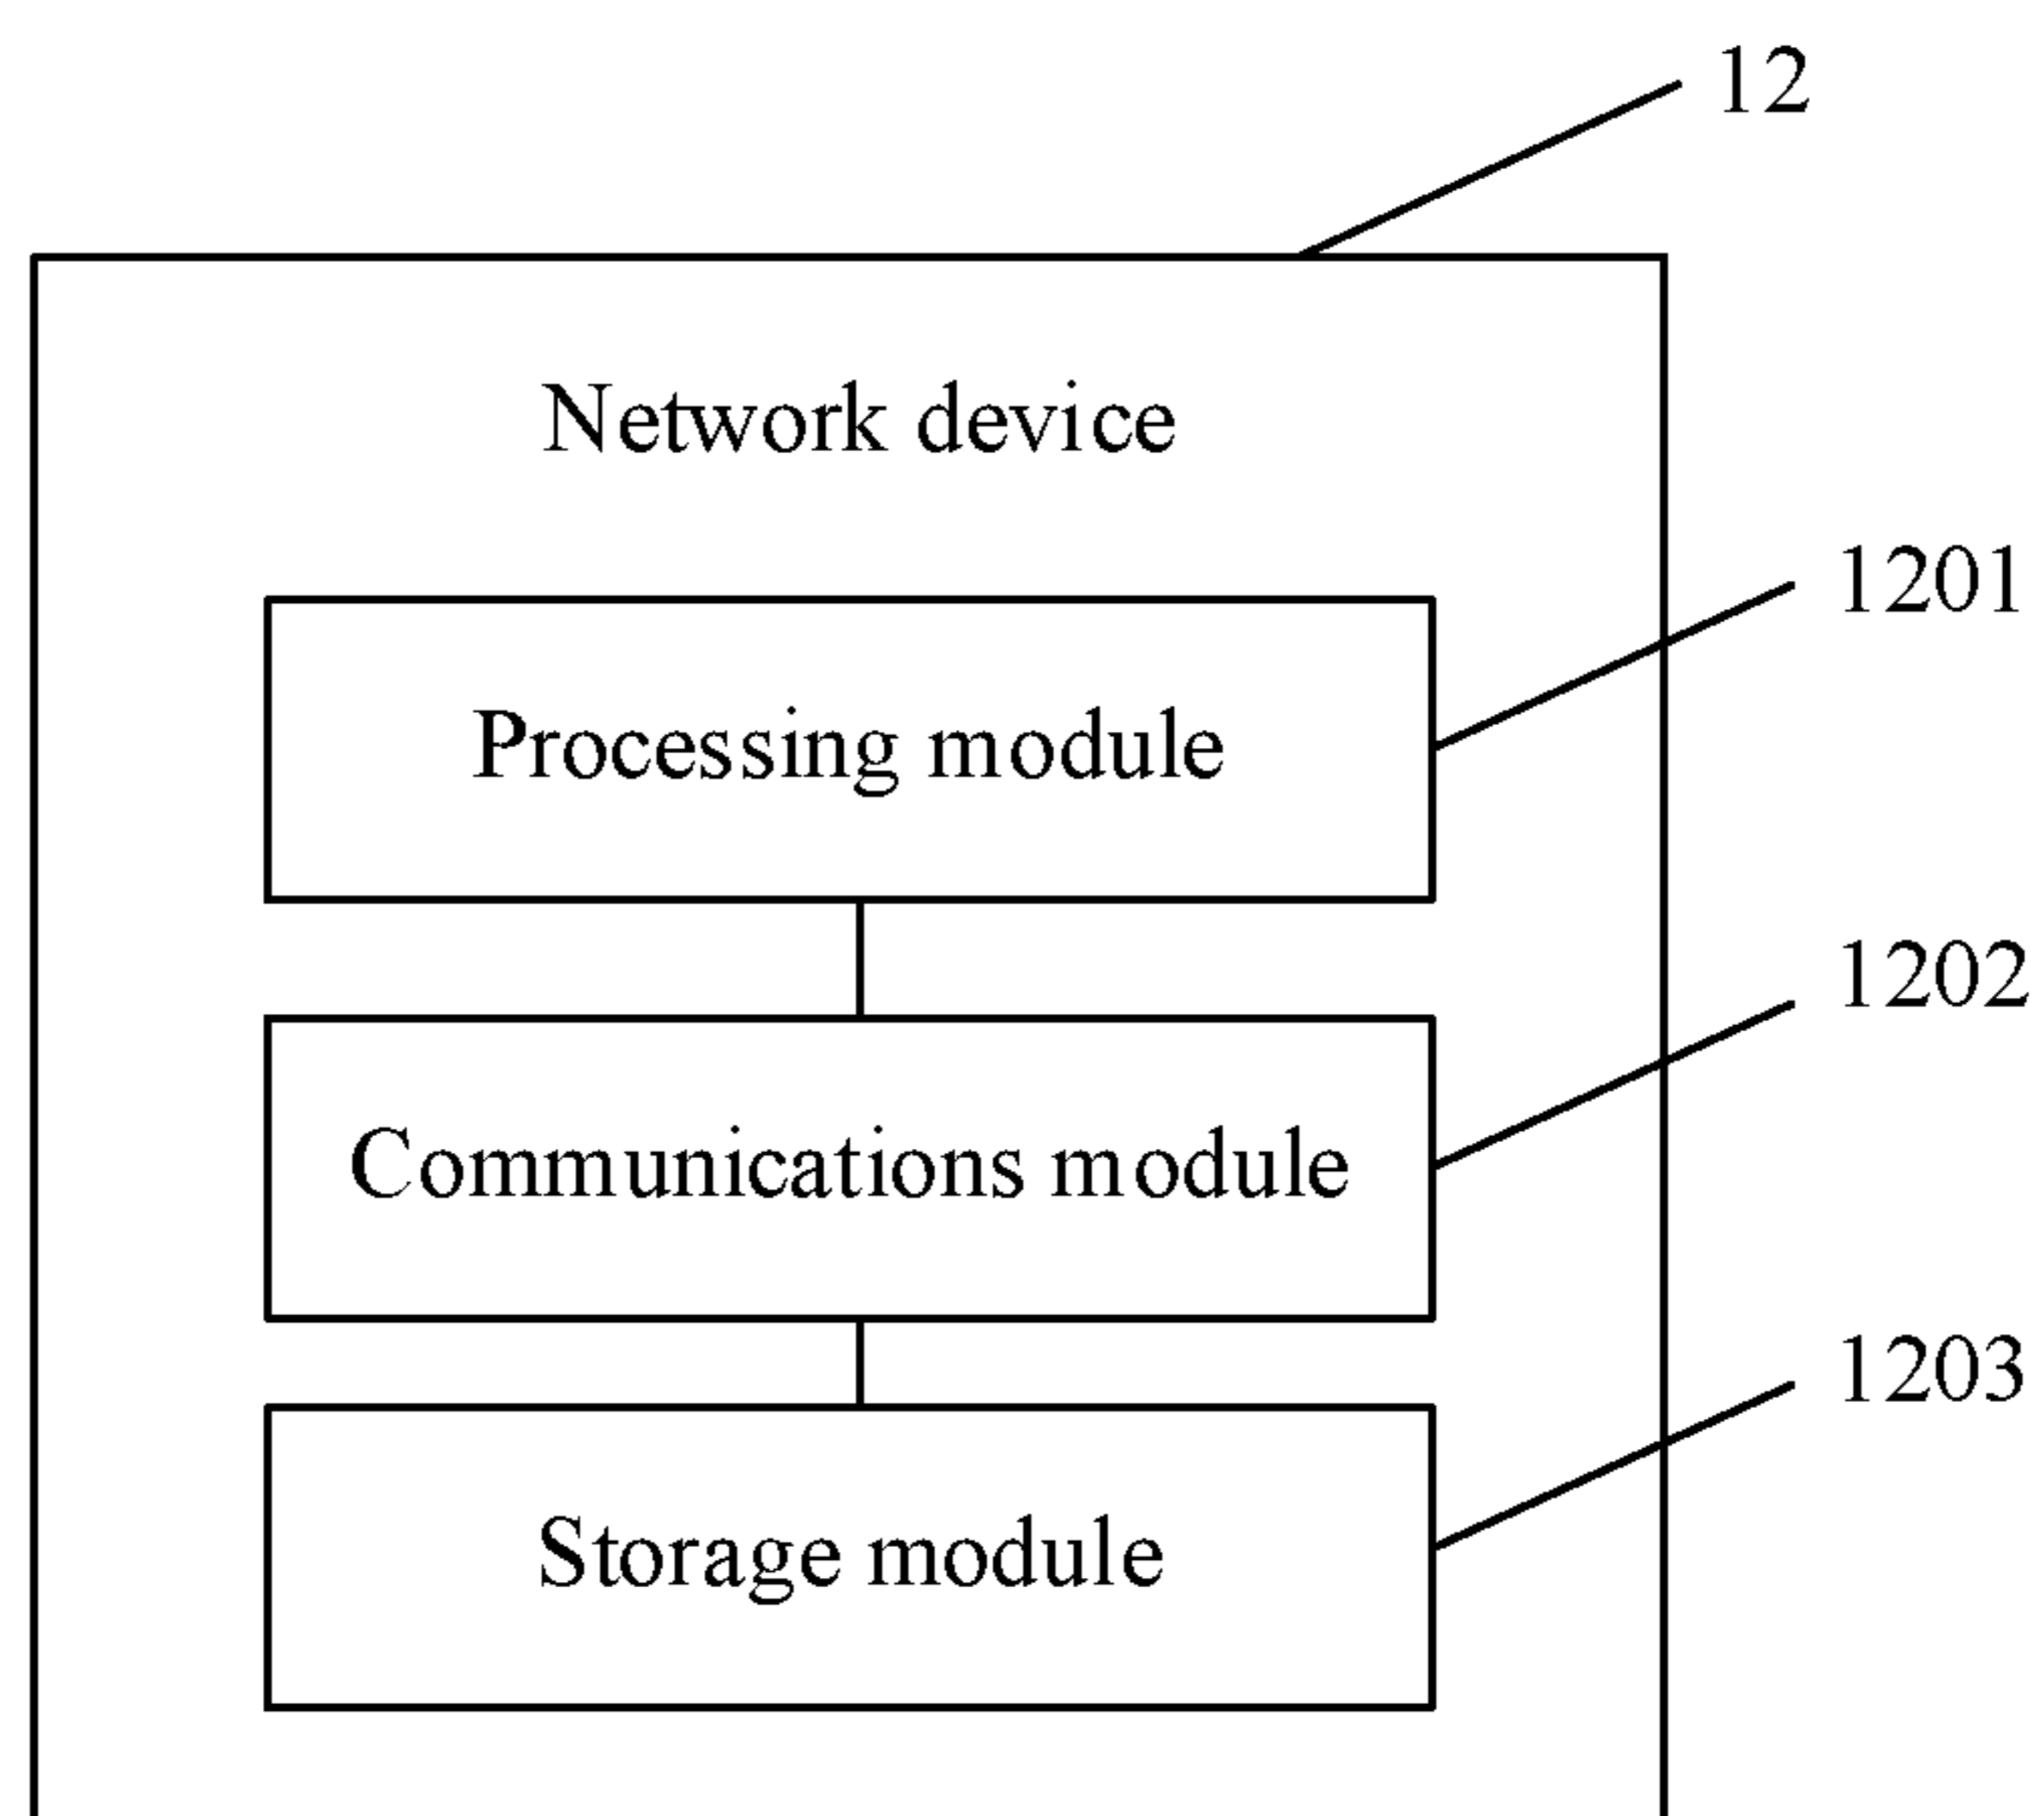 12
Network device
1201
Processing module
1202
Communications module
1203
Storage module